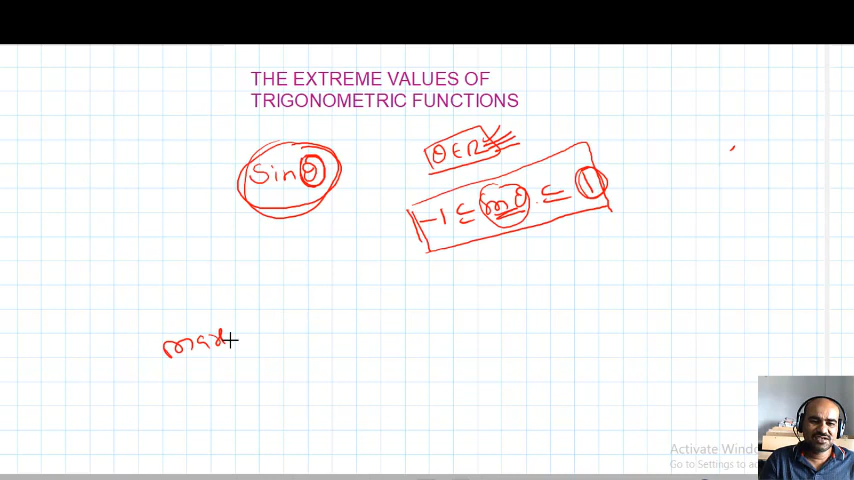 THE EXTREME VALUES OF
TRIGONOMETRIC FUNCTIONS
θ∈R
Sin θ
-1 ≤ sinθ ≤ 1
max
Activate Windo
Go to Settings to ac